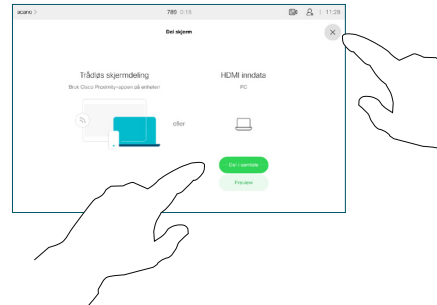 acano >
789 0:18
11:28
Del skjerm
Trådløs skjermdeling
Bruk Cisco Proximity-appen på enheten
eller
HDMI inndata
PC
Del i samtale
Preview